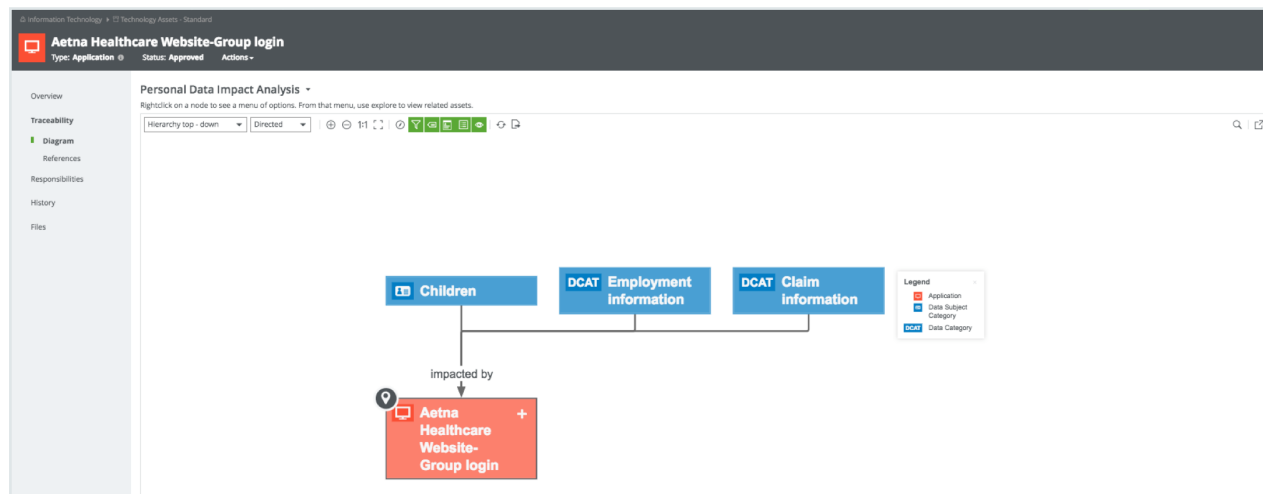 Information Technology Technology Assets - Standard
Aetna Healthcare Website-Group login
Type: Application Status: Approved Actions
Overview
Traceability
Diagram
References
Responsibilities
History
Files
Personal Data Impact Analysis
Rightclick on a node to see a menu of options. From that menu, use explore to view related assets.
Hierarchy top - down Directed 1:1
Children
DCAT Employment
information
DCAT Claim
information
Legend
Application
Data Subject
Category
DCAT Data Category
impacted by
Aetna
Healthcare
Website-
Group login